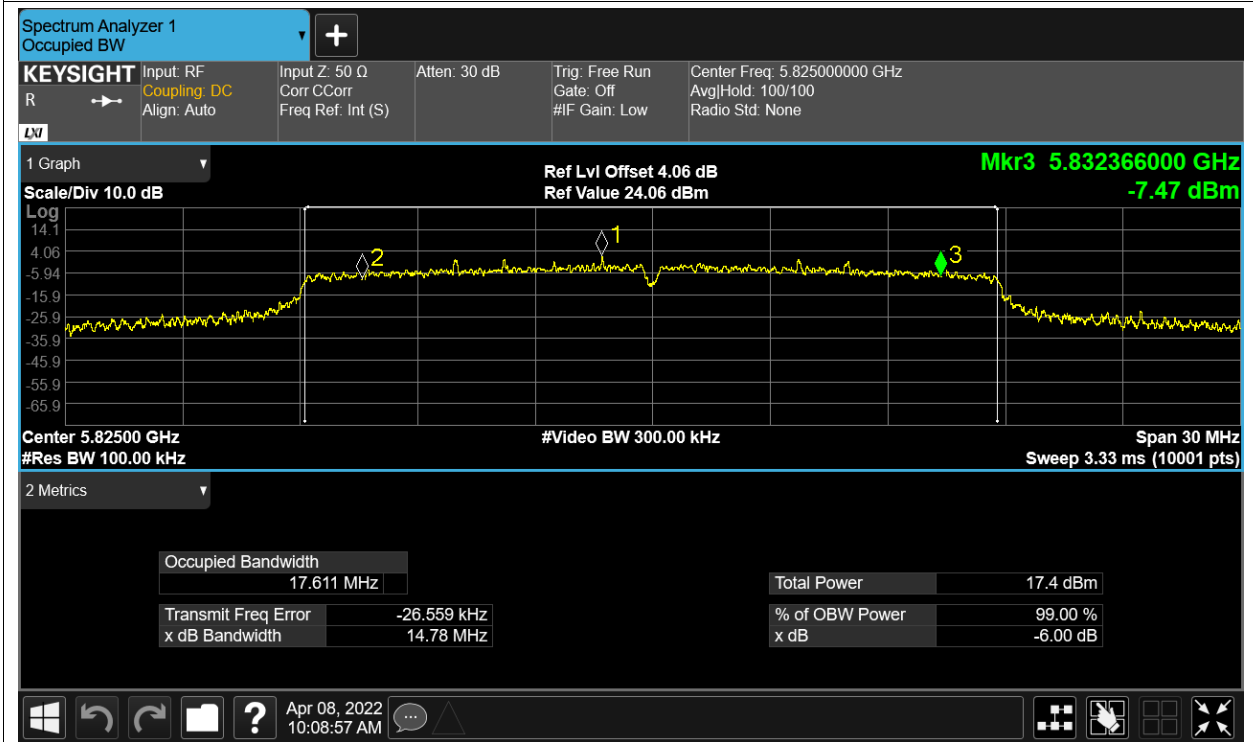 Spectrum Analyzer 1
Occupied BW
+
KEYSIGHT Input: RF Input Z: 50 Ω Atten: 30 dB Trig: Free Run Center Freq: 5.825000000 GHz
R Coupling: DC Corr CCorr Gate: Off Avg|Hold: 100/100
Align: Auto Freq Ref: Int (S) #IF Gain: Low Radio Std: None
LXI
1 Graph Ref Lvl Offset 4.06 dB Mkr3 5.832366000 GHz
Scale/Div 10.0 dB Ref Value 24.06 dBm -7.47 dBm
Log
14.1
4.06
-5.94
-15.9
-25.9
-35.9
-45.9
-55.9
-65.9
1
2
3
Center 5.82500 GHz #Video BW 300.00 kHz Span 30 MHz
#Res BW 100.00 kHz Sweep 3.33 ms (10001 pts)
2 Metrics
Occupied Bandwidth
17.611 MHz Total Power 17.4 dBm
Transmit Freq Error -26.559 kHz % of OBW Power 99.00 %
x dB Bandwidth 14.78 MHz x dB -6.00 dB
? Apr 08, 2022
10:08:57 AM